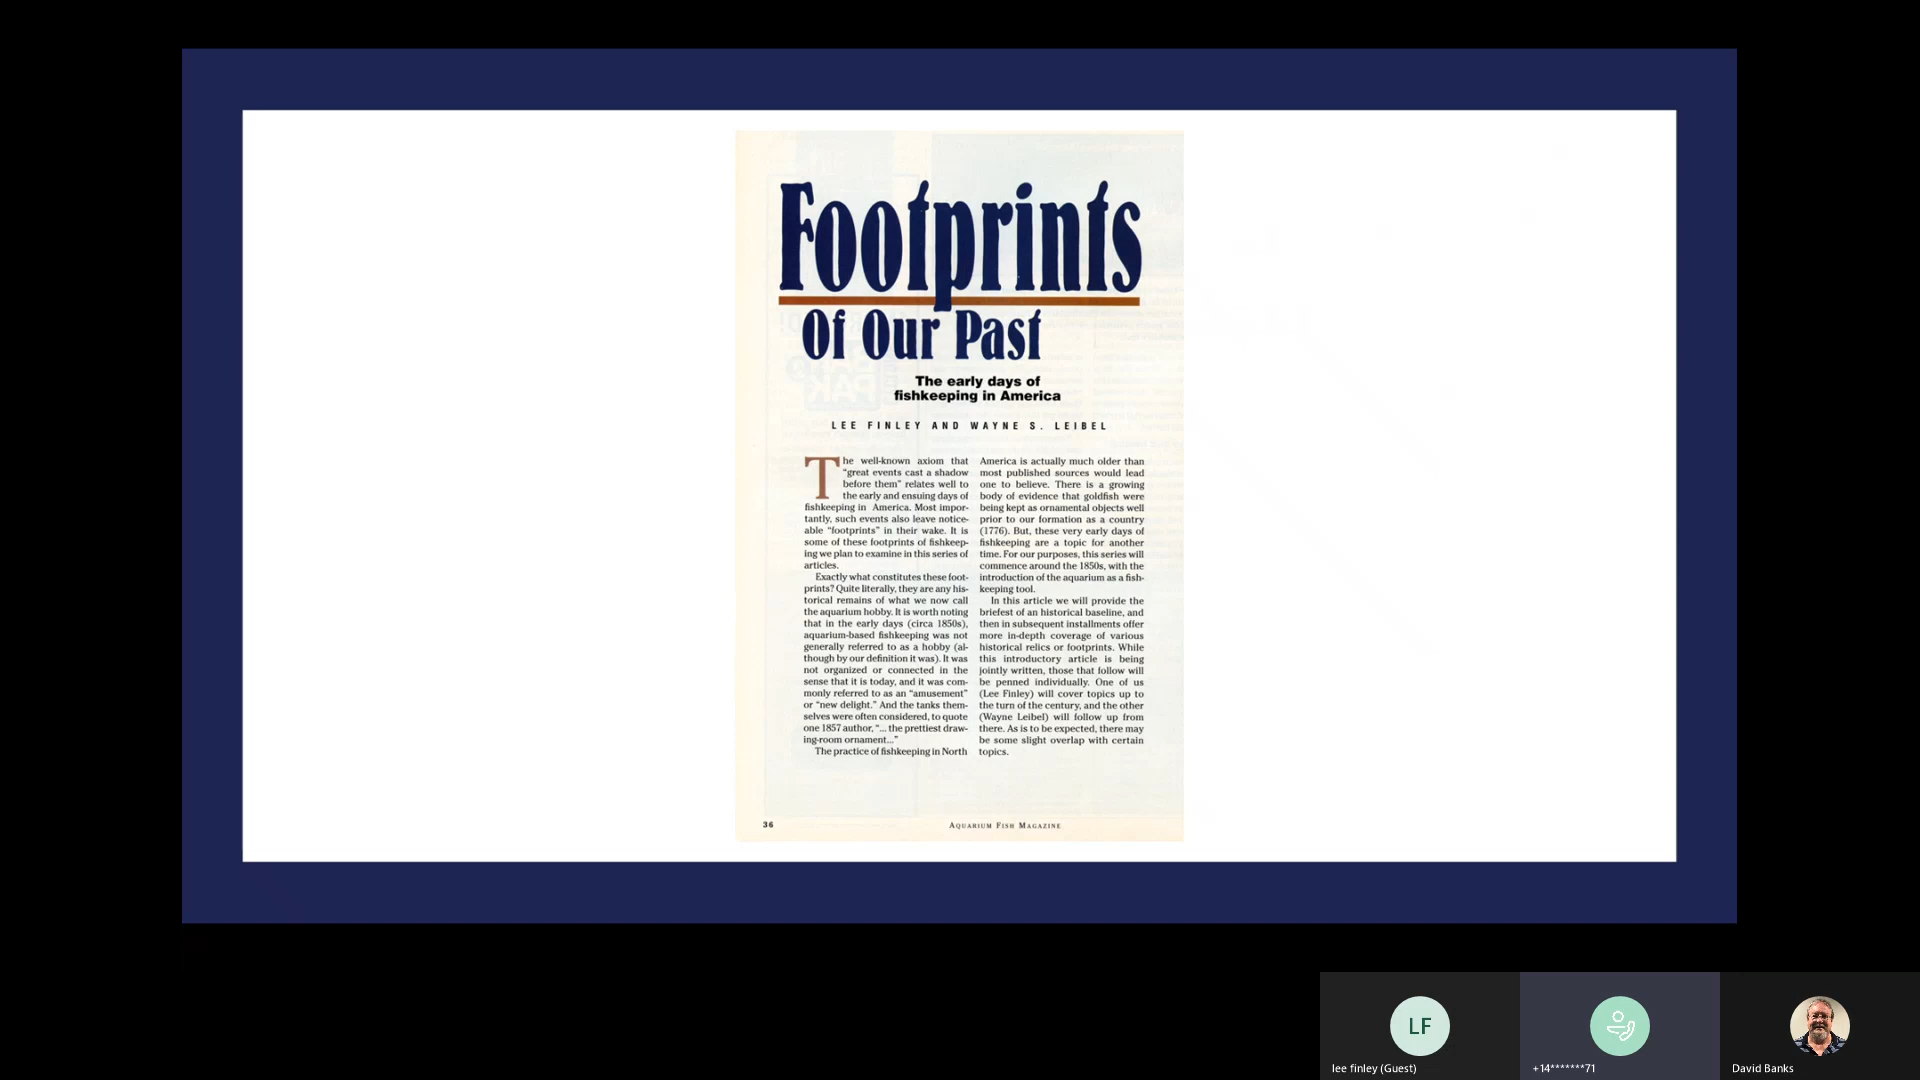 Footprints
Of Our Past
The early days of
fishkeeping in America
LEE FINLEY AND WAYNE S. LEIBEL
The well-known axiom that
"great events cast a shadow
before them" relates well to
the early and ensuing days of
fishkeeping in America. Most impor-
tantly, such events also leave notice-
able "footprints" in their wake. It is
some of these footprints of fishkeep-
ing we plan to examine in this series of
articles.
Exactly what constitutes these foot-
prints? Quite literally, they are any his-
torical remains of what we now call
the aquarium hobby. It is worth noting
that in the early days (circa 1850s),
aquarium-based fishkeeping was not
generally referred to as a hobby (al-
though by our definition it was). It was
not organized or connected in the
sense that it is today, and it was com-
monly referred to as an "amusement"
or "new delight." And the tanks them-
selves were often considered, to quote
one 1857 author, "... the prettiest draw-
ing-room ornament..."
The practice of fishkeeping in North
America is actually much older than
most published sources would lead
one to believe. There is a growing
body of evidence that goldfish were
being kept as ornamental objects well
prior to our formation as a country
(1776). But, these very early days of
fishkeeping are a topic for another
time. For our purposes, this series will
commence around the 1850s, with the
introduction of the aquarium as a fish-
keeping tool.
In this article we will provide the
briefest of an historical baseline, and
then in subsequent installments offer
more in-depth coverage of various
historical relics or footprints. While
this introductory article is being
jointly written, those that follow will
be penned individually. One of us
(Lee Finley) will cover topics up to
the turn of the century, and the other
(Wayne Leibel) will follow up from
there. As is to be expected, there may
be some slight overlap with certain
topics.
36
AQUARIUM FISH MAGAZINE
LF
lee finley (Guest)
+14*******71
David Banks